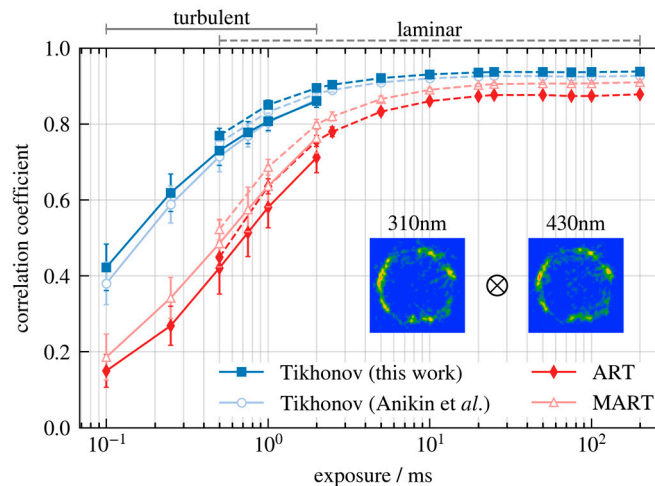 turbulent
laminar
1.0
0.8
0.6
0.4
0.2
0.0
correlation coefficient
310nm
430nm
⊗
Tikhonov (this work)
ART
Tikhonov (Anikin et al.)
MART
10⁻¹
10⁰
10¹
10²
exposure / ms